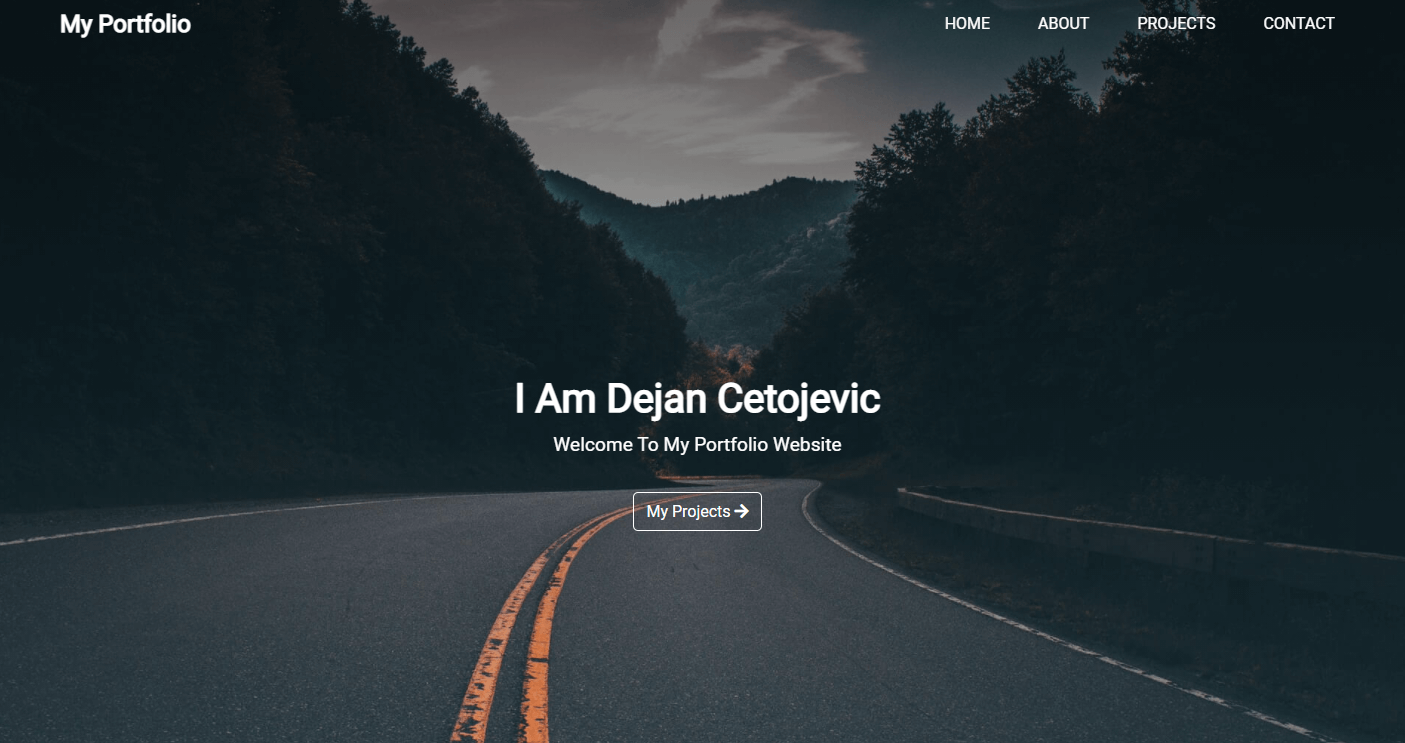 My Portfolio
HOME ABOUT PROJECTS CONTACT
I Am Dejan Cetojevic
Welcome To My Portfolio Website
My Projects